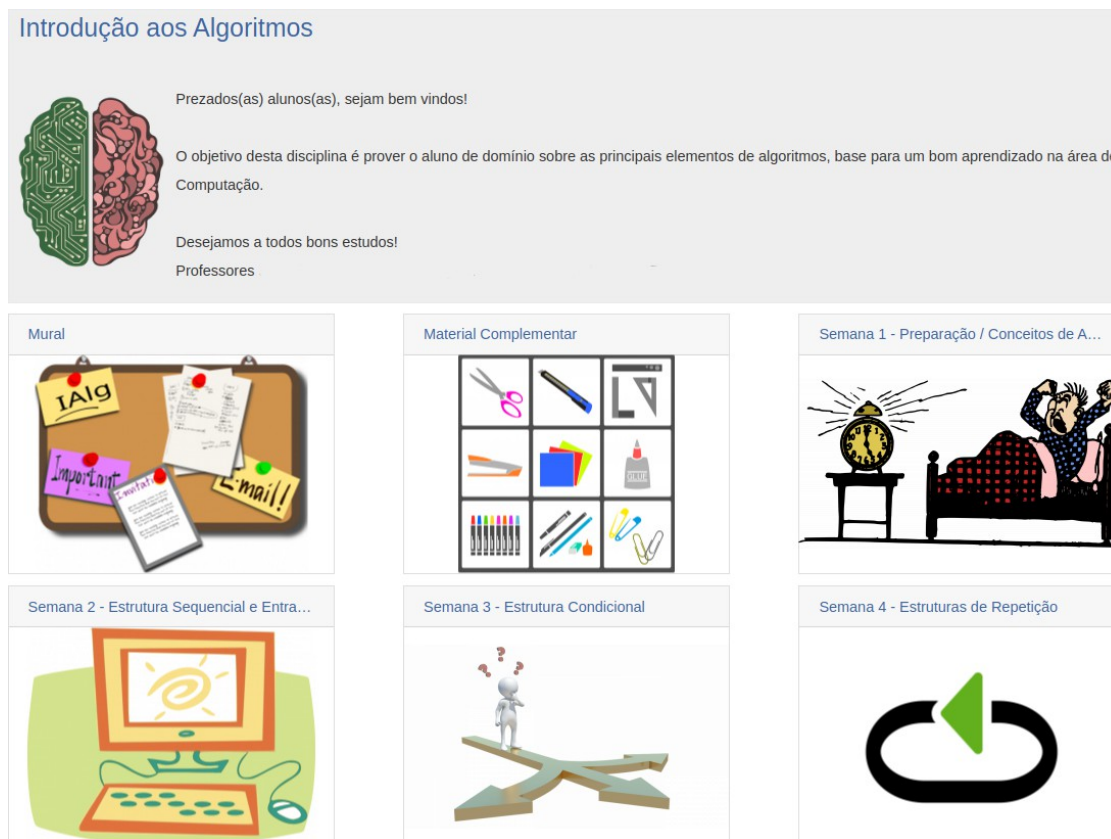 Introdução aos Algoritmos
Prezados(as) alunos(as), sejam bem vindos!
O objetivo desta disciplina é prover o aluno de domínio sobre as principais elementos de algoritmos, base para um bom aprendizado na área
Computação.
Desejamos a todos bons estudos!
Professores
Mural
Material Complementar
Semana 1 - Preparação / Conceitos de A…
IAlg
Important
E-mail!
GLUE
Semana 2 - Estrutura Sequencial e Entra…
Semana 3 - Estrutura Condicional
Semana 4 - Estruturas de Repetição